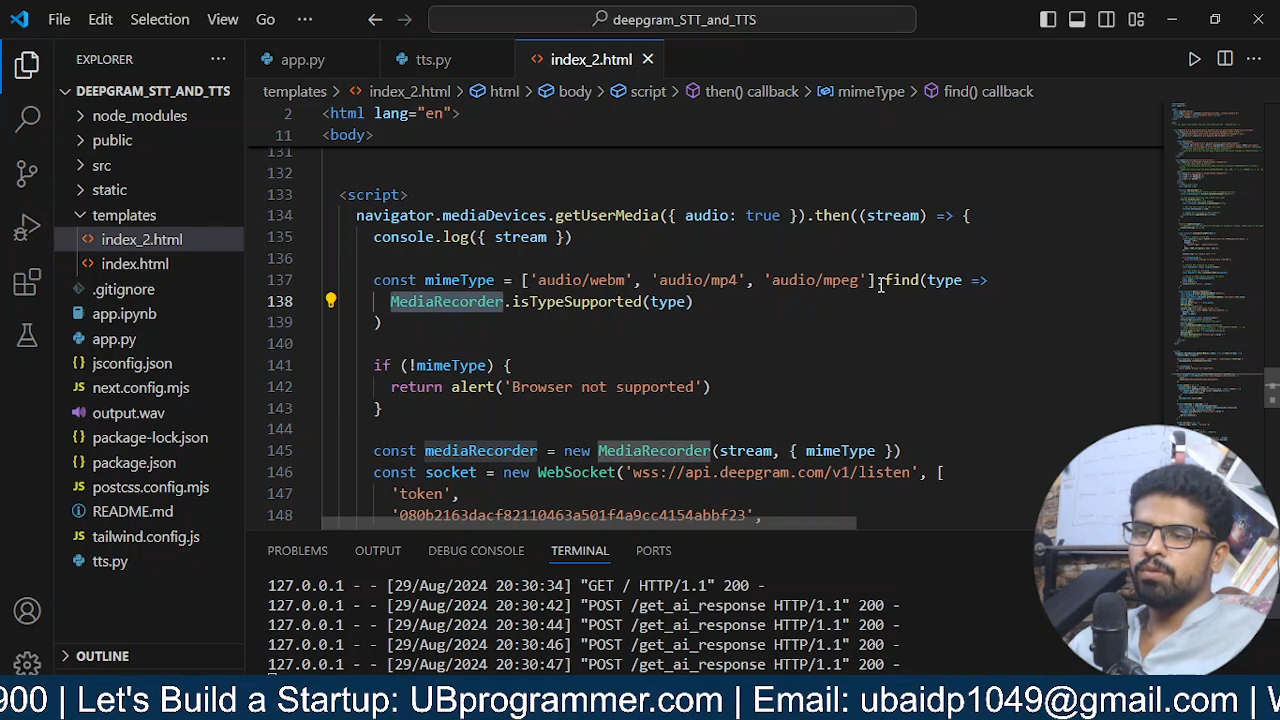 File Edit Selection View Go ··· deepgram_STT_and_TTS
EXPLORER ···
app.py tts.py index_2.html
DEEPGRAM_STT_AND_TTS
node_modules
public
src
static
templates
index_2.html
index.html
.gitignore
app.ipynb
app.py
jsconfig.json
next.config.mjs
output.wav
package-lock.json
package.json
postcss.config.mjs
README.md
tailwind.config.js
tts.py
OUTLINE
templates > index_2.html > html > body > script > then() callback > mimeType > find() callback
2 <html lang="en">
11 <body>
131
132
133 <script>
134 navigator.mediaDevices.getUserMedia({ audio: true }).then((stream) => {
135 console.log({ stream })
136
137 const mimeType 'audio/webm', 'audio/mp4', 'audio/mpeg'].find(type =>
138 MediaRecorder.isTypeSupported(type)
139 )
140
141 if (!mimeType) {
142 return alert('Browser not supported')
143 }
144
145 const mediaRecorder = new MediaRecorder(stream, { mimeType })
146 const socket = new WebSocket('wss://api.deepgram.com/v1/listen', [
147 'token',
148 '080b2163dacf82110463a501f4a9cc4154abbf23',
PROBLEMS OUTPUT DEBUG CONSOLE TERMINAL PORTS
127.0.0.1 - - [29/Aug/2024 20:30:34] "GET / HTTP/1.1" 200 -
127.0.0.1 - - [29/Aug/2024 20:30:42] "POST /get_ai_response HTTP/1.1" 200 -
127.0.0.1 - - [29/Aug/2024 20:30:44] "POST /get_ai_response HTTP/1.1" 200 -
127.0.0.1 - - [29/Aug/2024 20:30:46] "POST /get_ai_response HTTP/1.1" 200 -
127.0.0.1 - - [29/Aug/2024 20:30:47] "POST /get_ai_response HTTP/1.1" 200 -
900 | Let's Build a Startup: UBprogrammer.com | Email: ubaidp1049@gmail.com | W